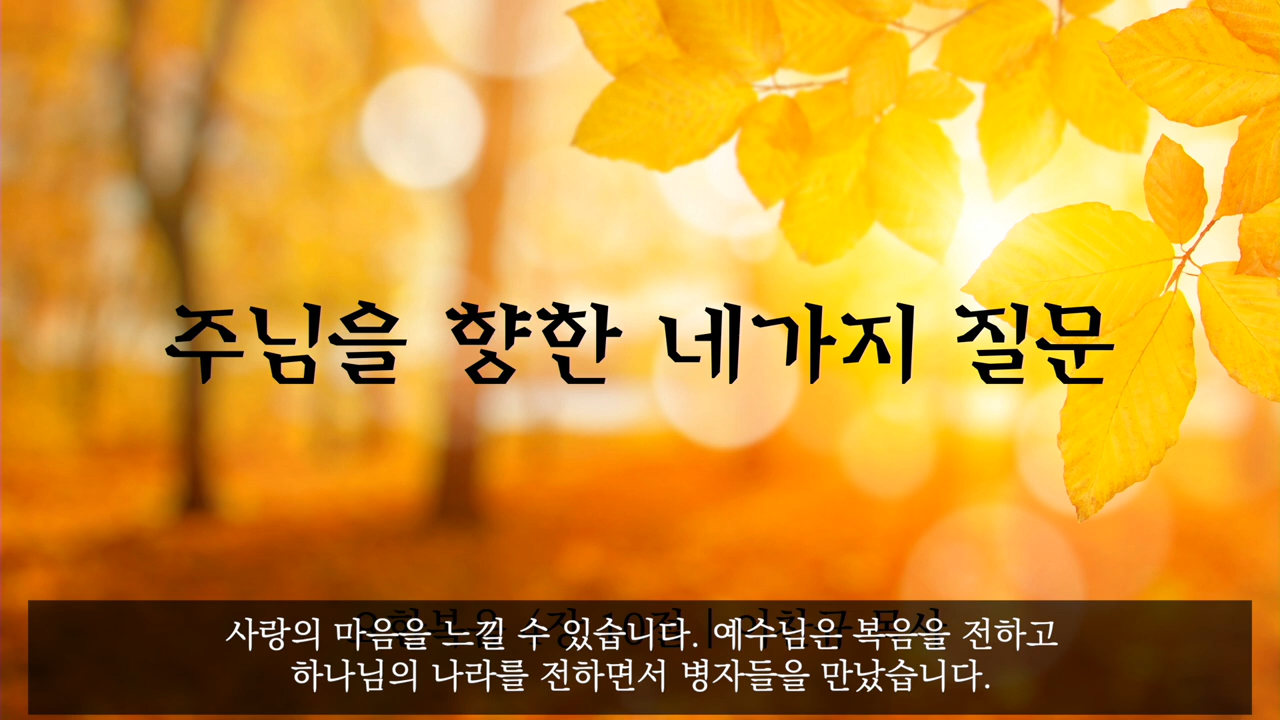 주님을 향한 네가지 질문
사랑의 마음을 느낄 수 있습니다. 예수님은 복음을 전하고
하나님의 나라를 전하면서 병자들을 만났습니다.